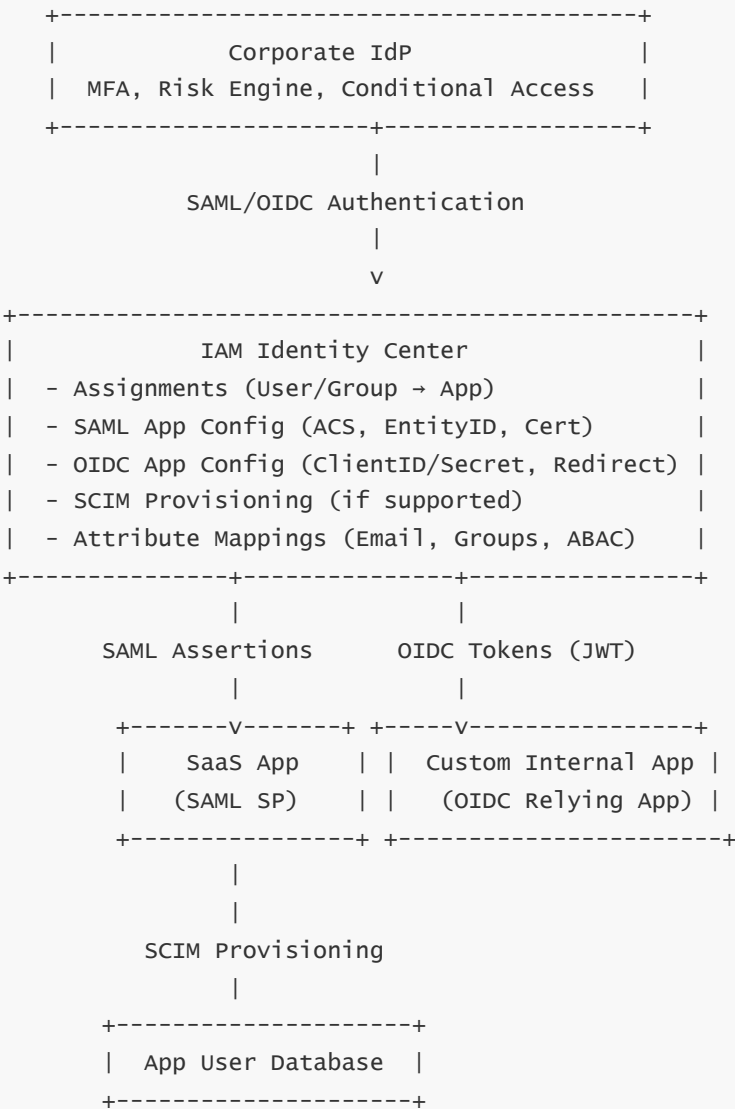 +------------------------------------------+
|            Corporate IdP                 |
|  MFA, Risk Engine, Conditional Access    |
+----------------------+------------------+
|
SAML/OIDC Authentication
|
v
+------------------------------------------------+
|             IAM Identity Center                |
|  - Assignments (User/Group → App)              |
|  - SAML App Config (ACS, EntityID, Cert)       |
|  - OIDC App Config (ClientID/Secret, Redirect) |
|  - SCIM Provisioning (if supported)            |
|  - Attribute Mappings (Email, Groups, ABAC)    |
+---------------+---------------+----------------+
|               |
SAML Assertions      OIDC Tokens (JWT)
|               |
+-------v-------+ +-----v----------------+
|    SaaS App    | |  Custom Internal App |
|   (SAML SP)    | |   (OIDC Relying App) |
+----------------+ +-----------------------+
|
|
SCIM Provisioning
|
+---------------------+
|  App User Database  |
+---------------------+